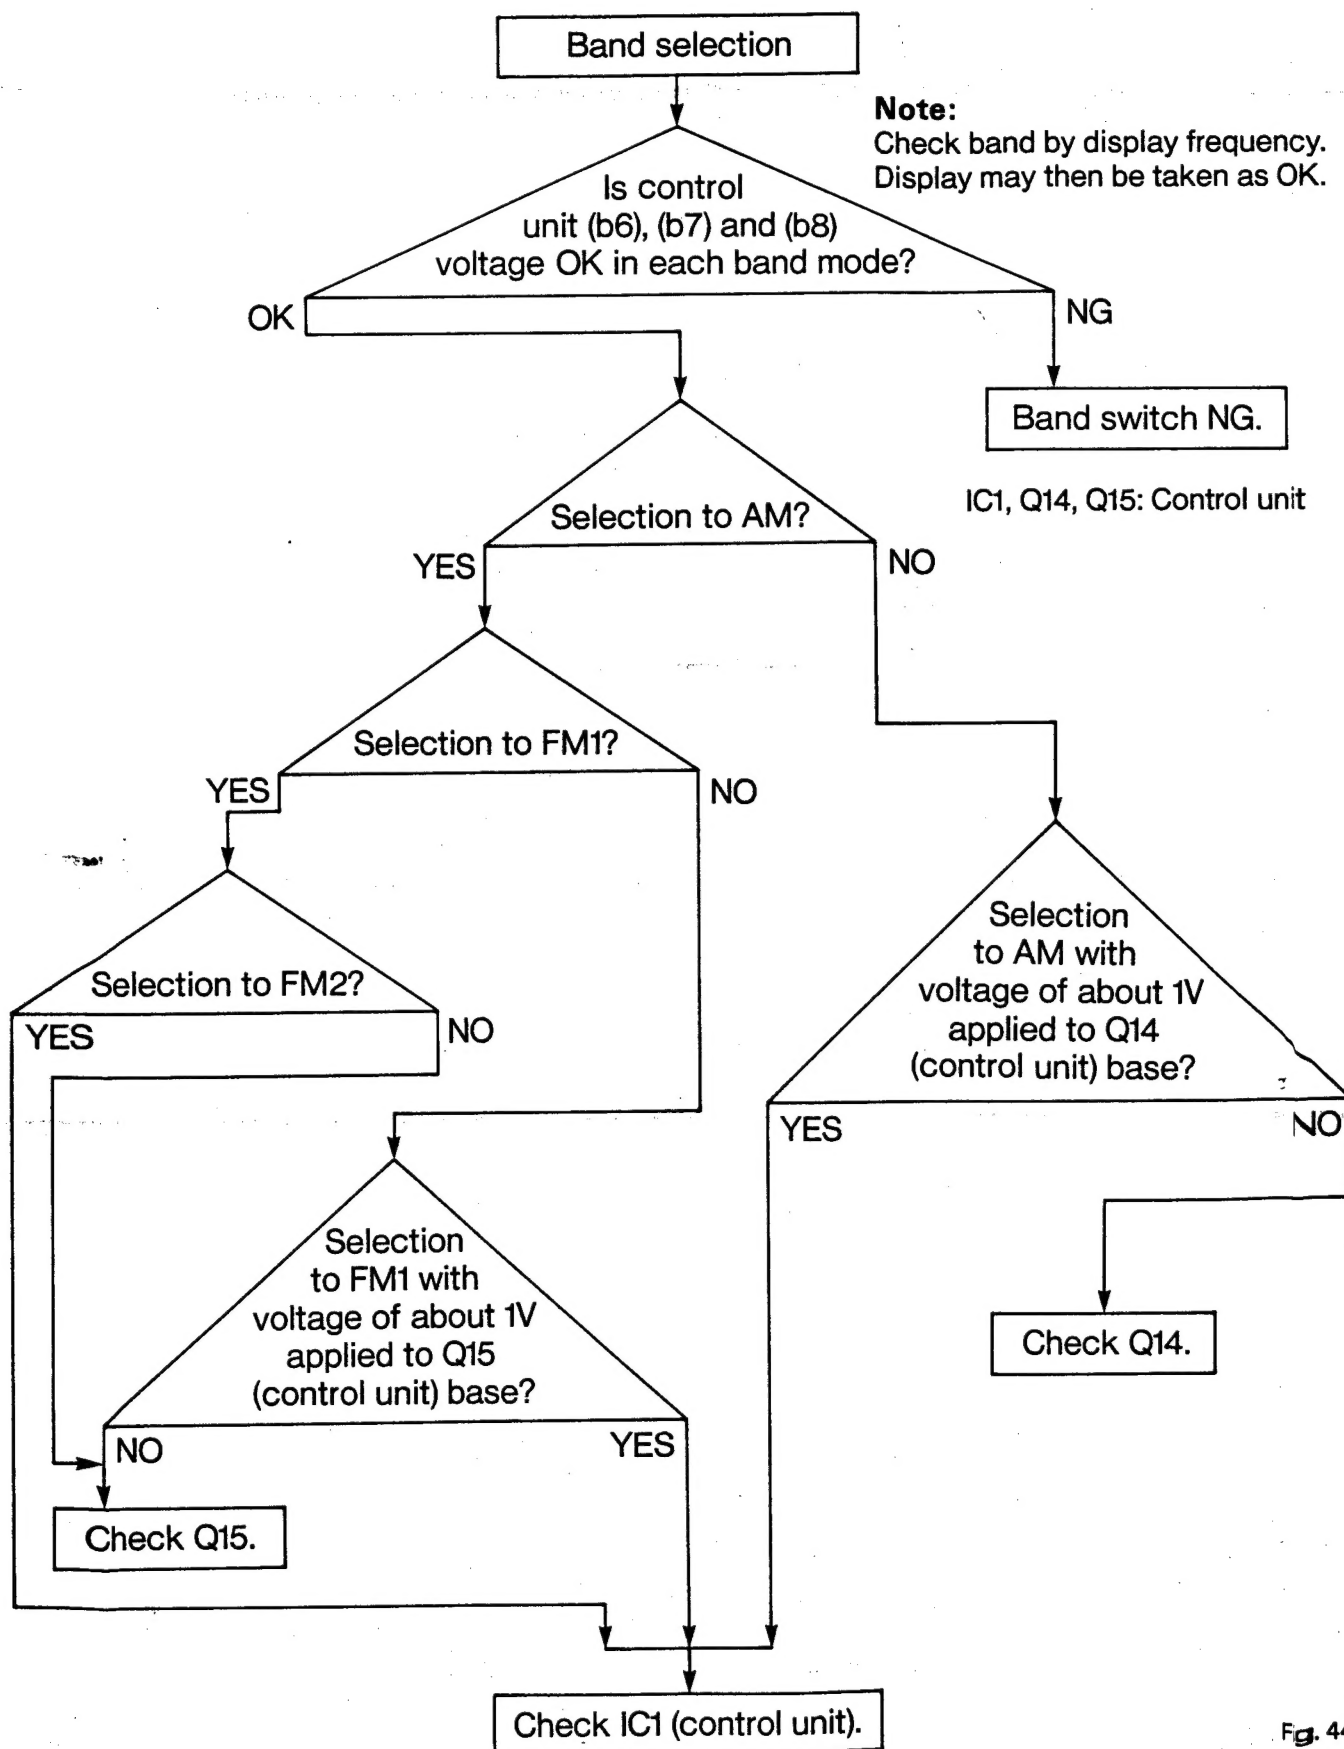 Band selection
Note:
Check band by display frequency.
Display may then be taken as OK.
Is control
unit (b6), (b7) and (b8)
voltage OK in each band mode?
OK
NG
Band switch NG.
IC1, Q14, Q15: Control unit
Selection to AM?
YES
NO
Selection to FM1?
YES
NO
Selection to FM2?
YES
NO
Selection
to AM with
voltage of about 1V
applied to Q14
(control unit) base?
YES
NO
Selection
to FM1 with
voltage of about 1V
applied to Q15
(control unit) base?
NO
YES
Check Q14.
Check Q15.
Check IC1 (control unit).
Fig. 44